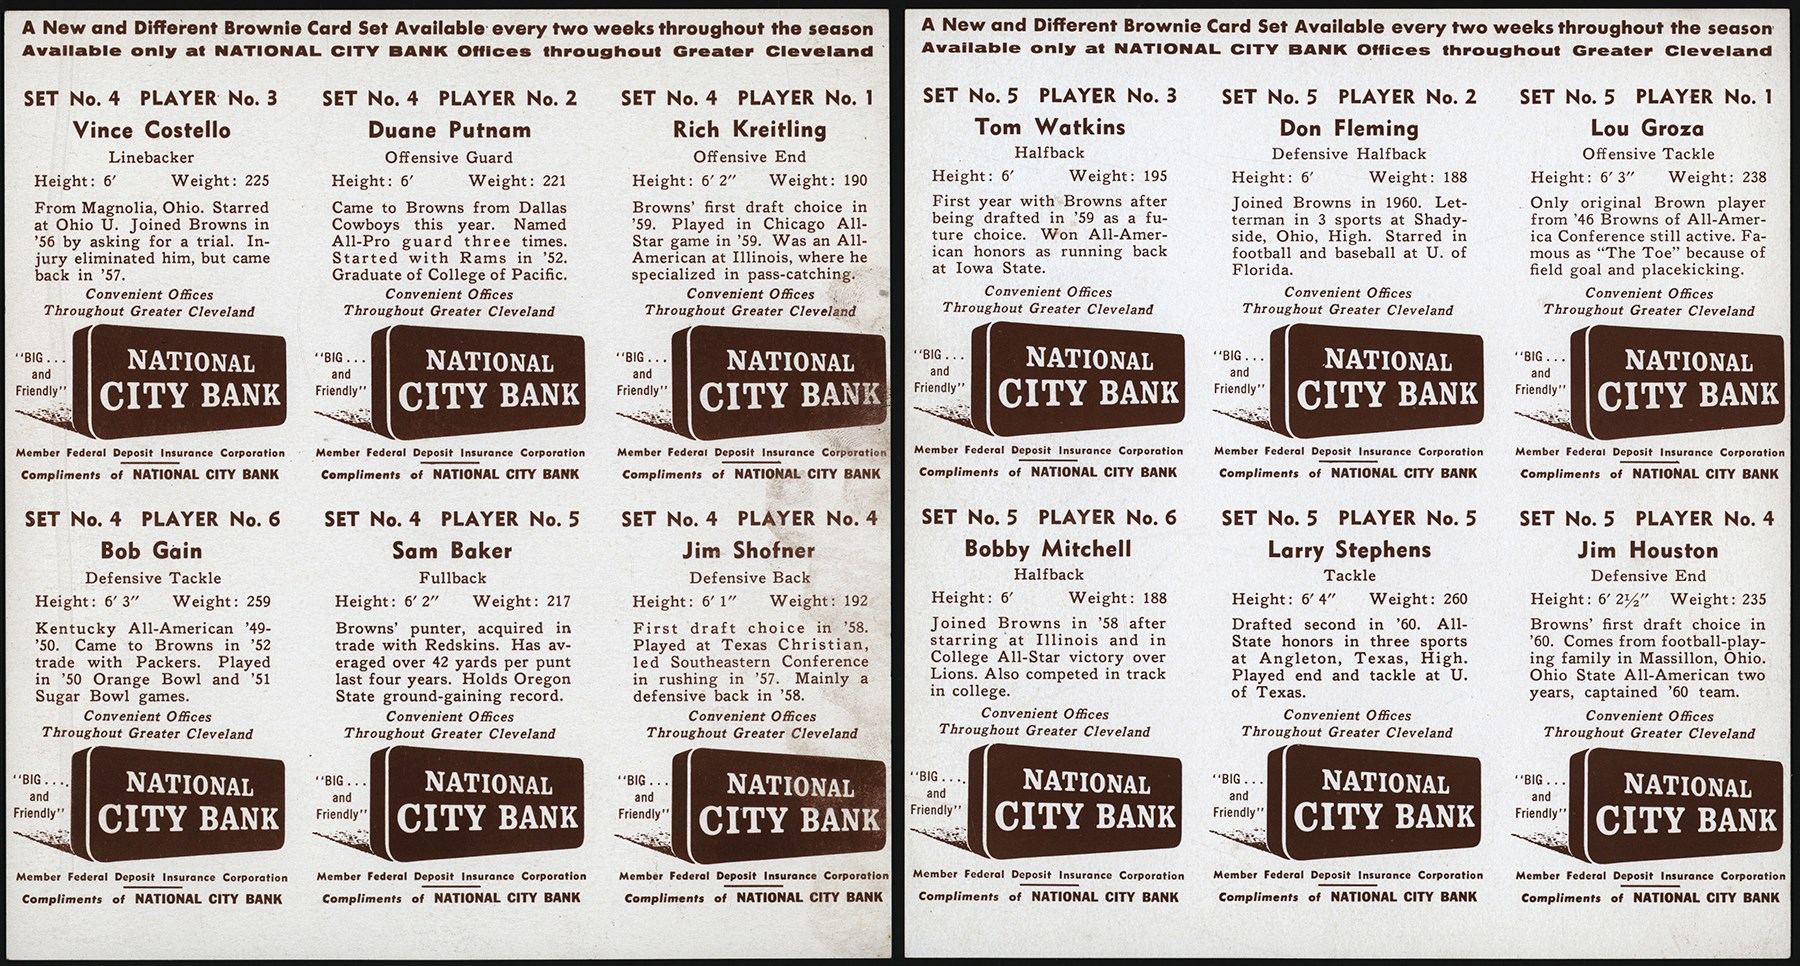 A New and Different Brownie Card Set Available every two weeks throughout the season
Available only at NATIONAL CITY BANK Offices throughout Greater Cleveland
SET No. 4 PLAYER No. 3
Vince Costello
Linebacker
Height: 6′ Weight: 225
From Magnolia, Ohio. Starred
at Ohio U. Joined Browns in
’56 by asking for a trial. In-
jury eliminated him, but came
back in ’57.
Convenient Offices
Throughout Greater Cleveland
"BIG...
and
Friendly"
NATIONAL
CITY BANK
Member Federal Deposit Insurance Corporation
Compliments of NATIONAL CITY BANK
SET No. 4 PLAYER No. 2
Duane Putnam
Offensive Guard
Height: 6′ Weight: 221
Came to Browns from Dallas
Cowboys this year. Named
All-Pro guard three times.
Started with Rams in ’52.
Graduate of College of Pacific.
Convenient Offices
Throughout Greater Cleveland
"BIG...
and
Friendly"
NATIONAL
CITY BANK
Member Federal Deposit Insurance Corporation
Compliments of NATIONAL CITY BANK
SET No. 4 PLAYER No. 1
Rich Kreitling
Offensive End
Height: 6′ 2″ Weight: 190
Browns’ first draft choice in
’59. Played in Chicago All-
Star game in ’59. Was an All-
American at Illinois, where he
specialized in pass-catching.
Convenient Offices
Throughout Greater Cleveland
"BIG...
and
Friendly"
NATIONAL
CITY BANK
Member Federal Deposit Insurance Corporation
Compliments of NATIONAL CITY BANK
SET No. 4 PLAYER No. 6
Bob Gain
Defensive Tackle
Height: 6′ 3″ Weight: 259
Kentucky All-American ’49-
’50. Came to Browns in ’52
trade with Packers. Played
in ’50 Orange Bowl and ’51
Sugar Bowl games.
Convenient Offices
Throughout Greater Cleveland
"BIG...
and
Friendly"
NATIONAL
CITY BANK
Member Federal Deposit Insurance Corporation
Compliments of NATIONAL CITY BANK
SET No. 4 PLAYER No. 5
Sam Baker
Fullback
Height: 6′ 2″ Weight: 217
Browns’ punter, acquired in
trade with Redskins. Has av-
eraged over 42 yards per punt
last four years. Holds Oregon
State ground-gaining record.
Convenient Offices
Throughout Greater Cleveland
"BIG...
and
Friendly"
NATIONAL
CITY BANK
Member Federal Deposit Insurance Corporation
Compliments of NATIONAL CITY BANK
SET No. 4 PLAYER No. 4
Jim Shofner
Defensive Back
Height: 6′ 1″ Weight: 192
First draft choice in ’58.
Played at Texas Christian,
led Southeastern Conference
in rushing in ’57. Mainly a
defensive back in ’58.
Convenient Offices
Throughout Greater Cleveland
"BIG...
and
Friendly"
NATIONAL
CITY BANK
Member Federal Deposit Insurance Corporation
Compliments of NATIONAL CITY BANK
A New and Different Brownie Card Set Available every two weeks throughout the season
Available only at NATIONAL CITY BANK Offices throughout Greater Cleveland
SET No. 5 PLAYER No. 3
Tom Watkins
Halfback
Height: 6′ Weight: 195
First year with Browns after
being drafted in ’59 as a fu-
ture choice. Won All-Amer-
ican honors as running back
at Iowa State.
Convenient Offices
Throughout Greater Cleveland
"BIG...
and
Friendly"
NATIONAL
CITY BANK
Member Federal Deposit Insurance Corporation
Compliments of NATIONAL CITY BANK
SET No. 5 PLAYER No. 2
Don Fleming
Defensive Halfback
Height: 6′ Weight: 188
Joined Browns in 1960. Let-
terman in 3 sports at Shady-
side, Ohio, High. Starred in
football and baseball at U. of
Florida.
Convenient Offices
Throughout Greater Cleveland
"BIG...
and
Friendly"
NATIONAL
CITY BANK
Member Federal Deposit Insurance Corporation
Compliments of NATIONAL CITY BANK
SET No. 5 PLAYER No. 1
Lou Groza
Offensive Tackle
Height: 6′ 3″ Weight: 238
Only original Brown player
from ’46 Browns of All-Amer-
ica Conference still active. Fa-
mous as “The Toe” because of
field goal and placekicking.
Convenient Offices
Throughout Greater Cleveland
"BIG...
and
Friendly"
NATIONAL
CITY BANK
Member Federal Deposit Insurance Corporation
Compliments of NATIONAL CITY BANK
SET No. 5 PLAYER No. 6
Bobby Mitchell
Halfback
Height: 6′ Weight: 188
Joined Browns in ’58 after
starring at Illinois and in
College All-Star victory over
Lions. Also competed in track
in college.
Convenient Offices
Throughout Greater Cleveland
"BIG...
and
Friendly"
NATIONAL
CITY BANK
Member Federal Deposit Insurance Corporation
Compliments of NATIONAL CITY BANK
SET No. 5 PLAYER No. 5
Larry Stephens
Tackle
Height: 6′ 4″ Weight: 260
Drafted second in ’60. All-
State honors in three sports
at Angleton, Texas, High.
Played end and tackle at U.
of Texas.
Convenient Offices
Throughout Greater Cleveland
"BIG...
and
Friendly"
NATIONAL
CITY BANK
Member Federal Deposit Insurance Corporation
Compliments of NATIONAL CITY BANK
SET No. 5 PLAYER No. 4
Jim Houston
Defensive End
Height: 6′ 2½″ Weight: 235
Browns’ first draft choice in
’60. Comes from football-play-
ing family in Massillon, Ohio.
Ohio State All-American two
years, captained ’60 team.
Convenient Offices
Throughout Greater Cleveland
"BIG...
and
Friendly"
NATIONAL
CITY BANK
Member Federal Deposit Insurance Corporation
Compliments of NATIONAL CITY BANK